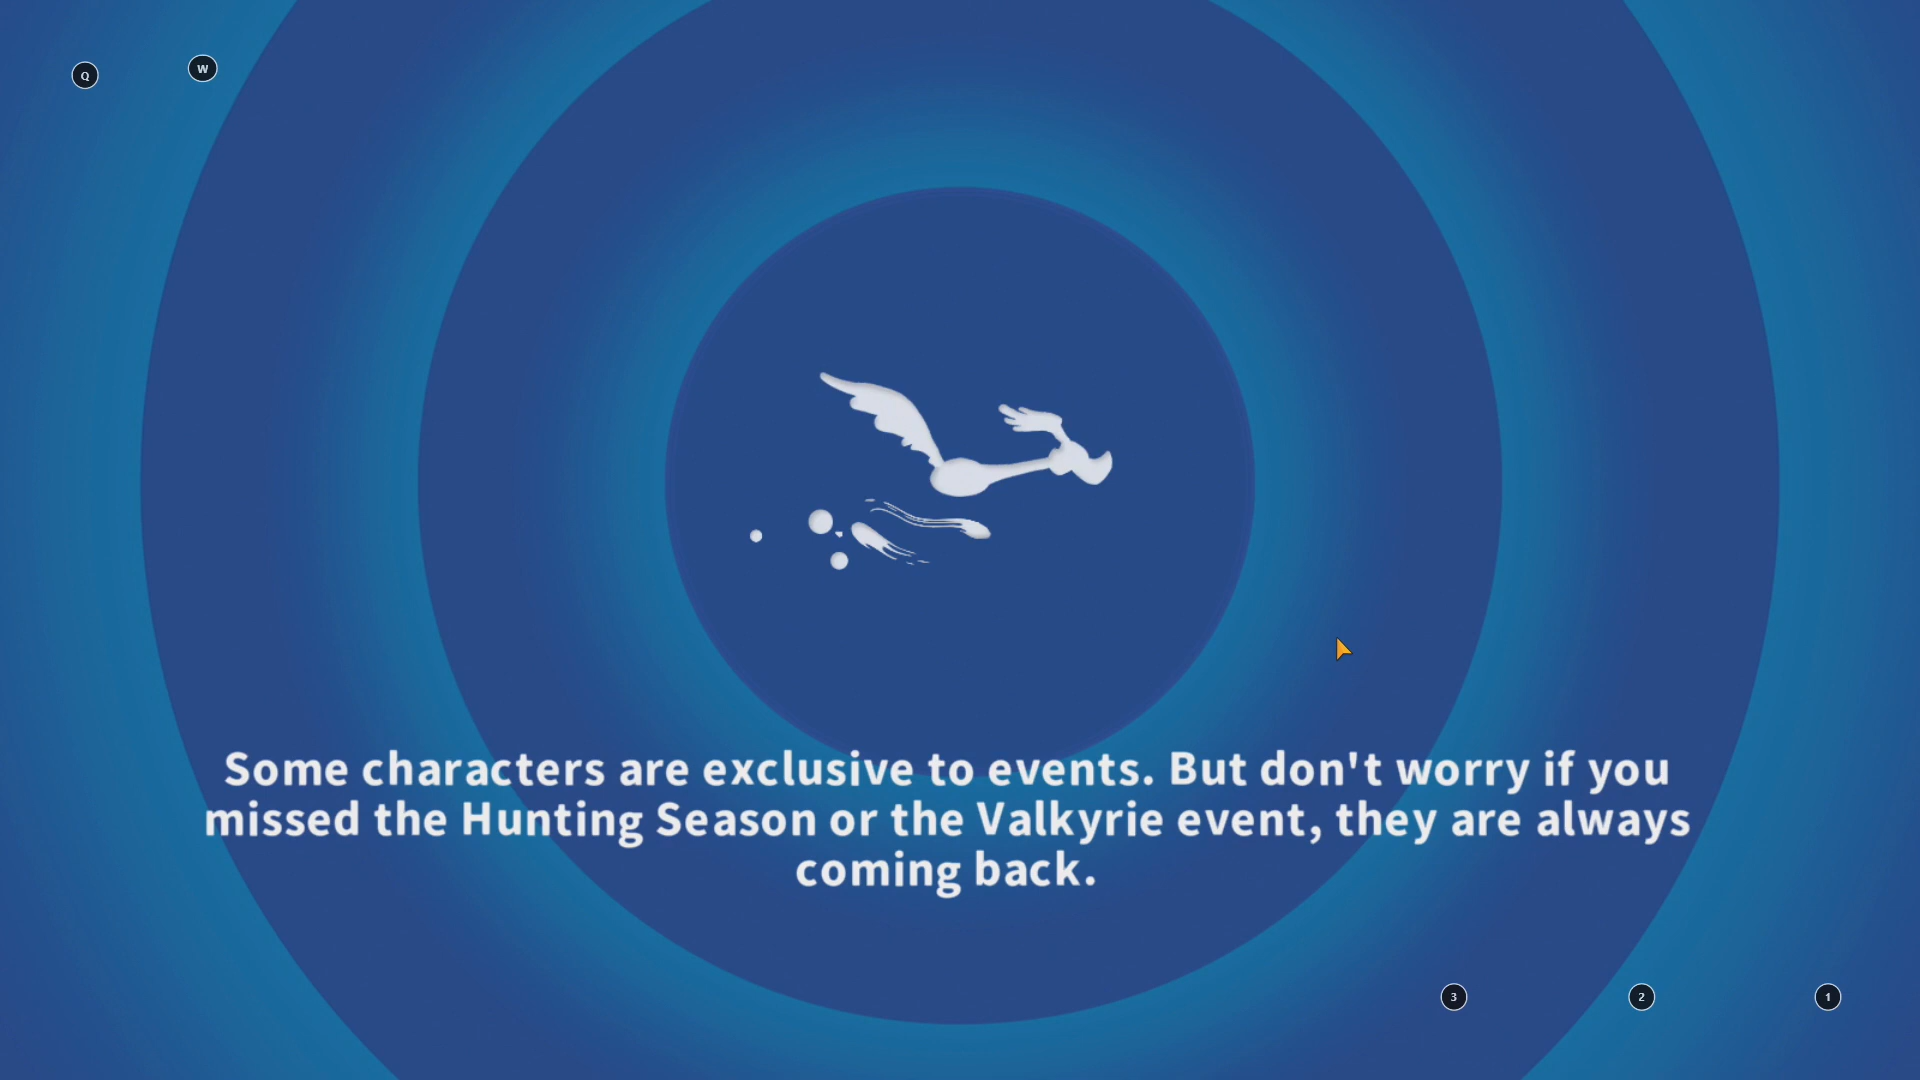 Q W
Some characters are exclusive to events. But don't worry if you
missed the Hunting Season or the Valkyrie event, they are always
coming back.
3 2 1